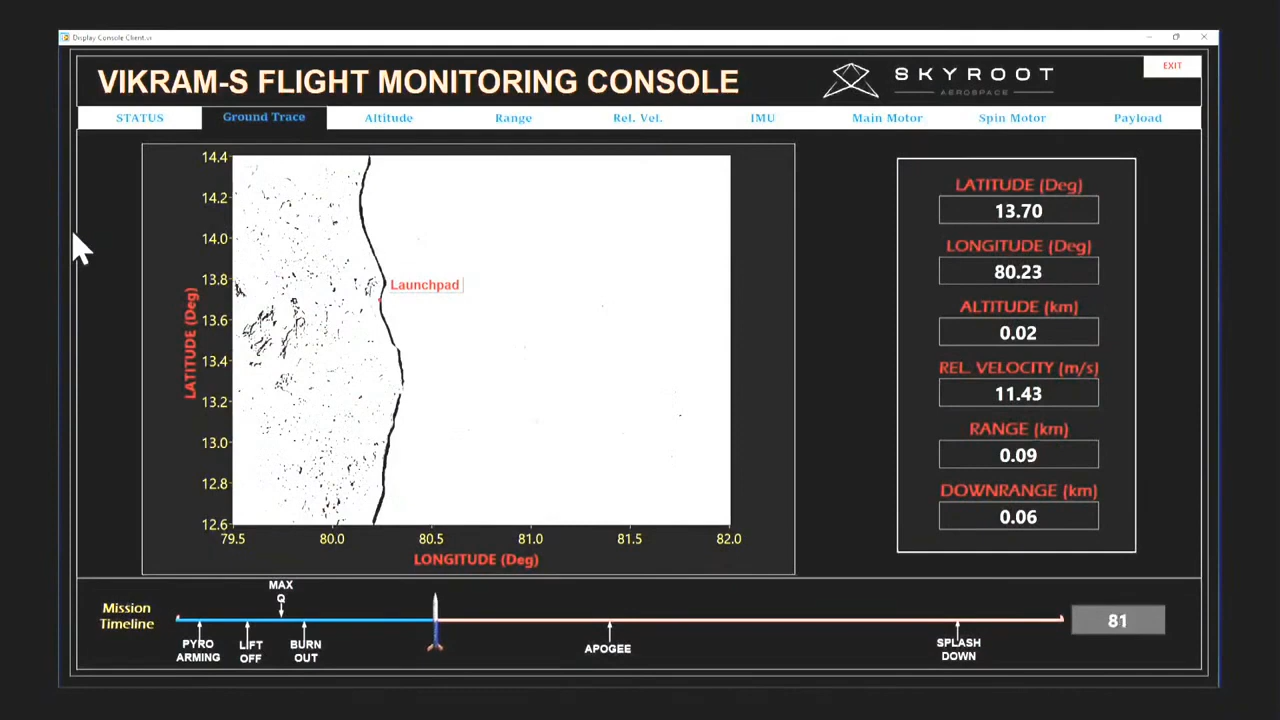 Display Console Client.vi
VIKRAM-S FLIGHT MONITORING CONSOLE
SKYROOT
AEROSPACE
EXIT
STATUS Ground Trace Altitude Range Rel. Vel. IMU Main Motor Spin Motor Payload
LATITUDE (Deg)
14.4
14.2
14.0
13.8
13.6
13.4
13.2
13.0
12.8
12.6
Launchpad
79.5 80.0 80.5 81.0 81.5 82.0
LONGITUDE (Deg)
LATITUDE (Deg)
13.70
LONGITUDE (Deg)
80.23
ALTITUDE (km)
0.02
REL. VELOCITY (m/s)
11.43
RANGE (km)
0.09
DOWNRANGE (km)
0.06
Mission
Timeline
PYRO
ARMING
LIFT
OFF
MAX
Q
BURN
OUT
APOGEE
SPLASH
DOWN
81